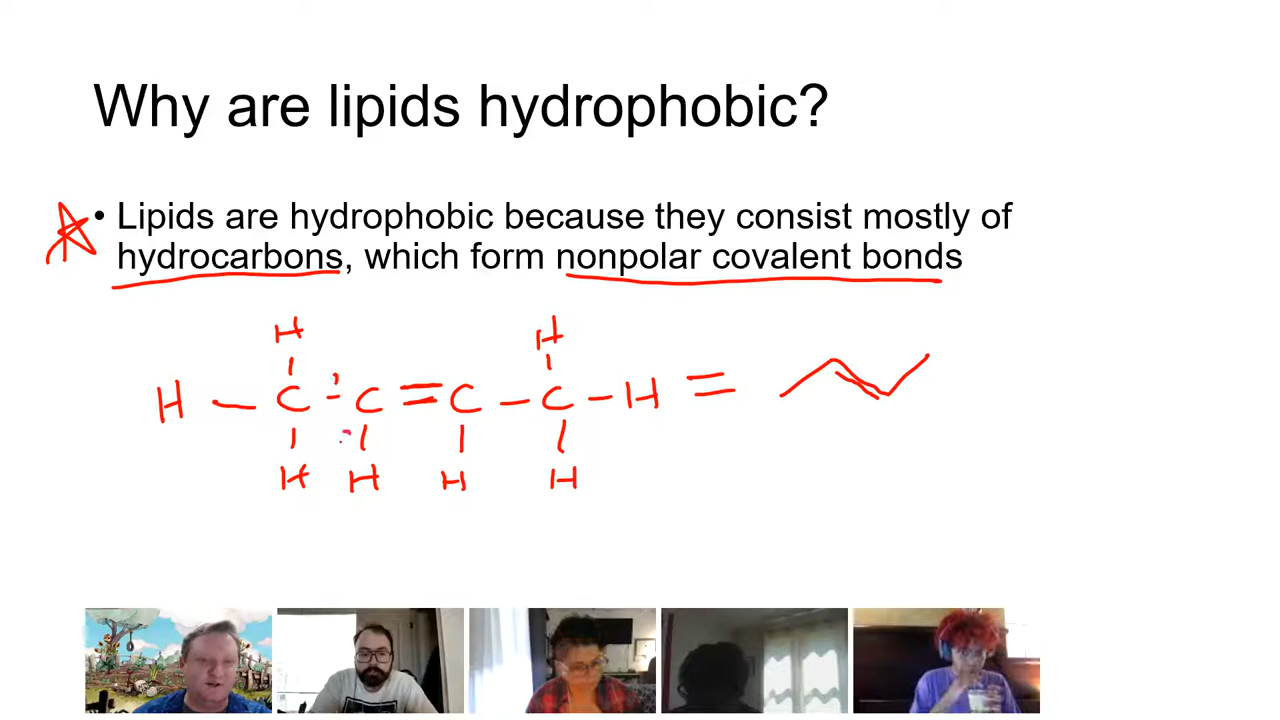 Why are lipids hydrophobic?
• Lipids are hydrophobic because they consist mostly of
hydrocarbons, which form nonpolar covalent bonds
H H
H – C – C = C – C – H =
H H H H